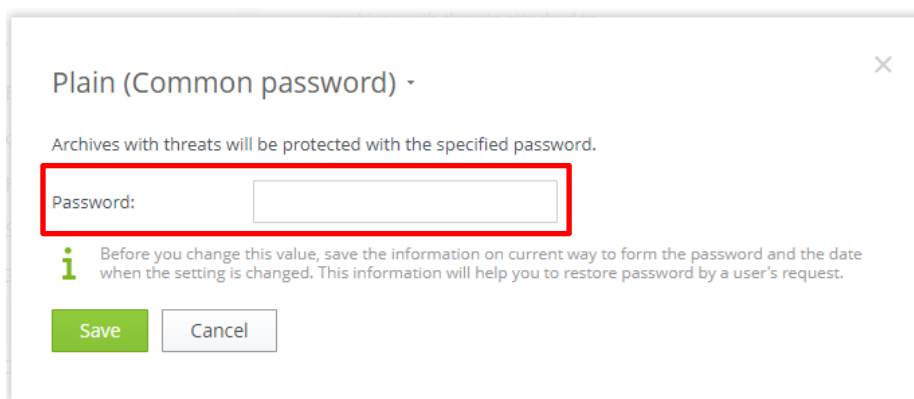 Plain (Common password)
Archives with threats will be protected with the specified password.
Password:
Before you change this value, save the information on current way to form the password and the date
when the setting is changed. This information will help you to restore password by a user's request.
Save Cancel